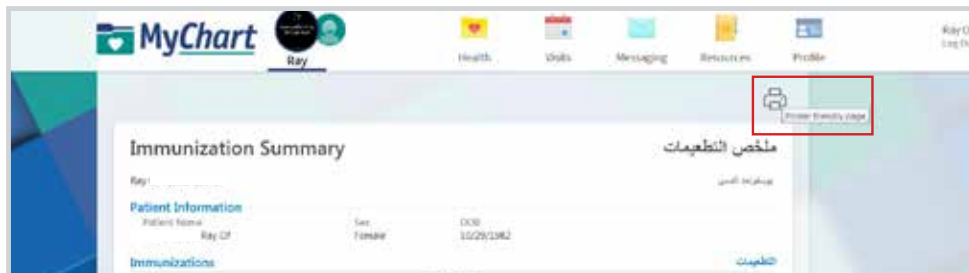 MyChart
Ray
Health
Visits
Messaging
Resources
Profile
Printer friendly page
Immunization Summary
ملخص التطعيمات
Ray
Patient Information
Patient Name
Sex
DOB
Ray Of
Female
10/29/1982
Immunizations
التطعيمات